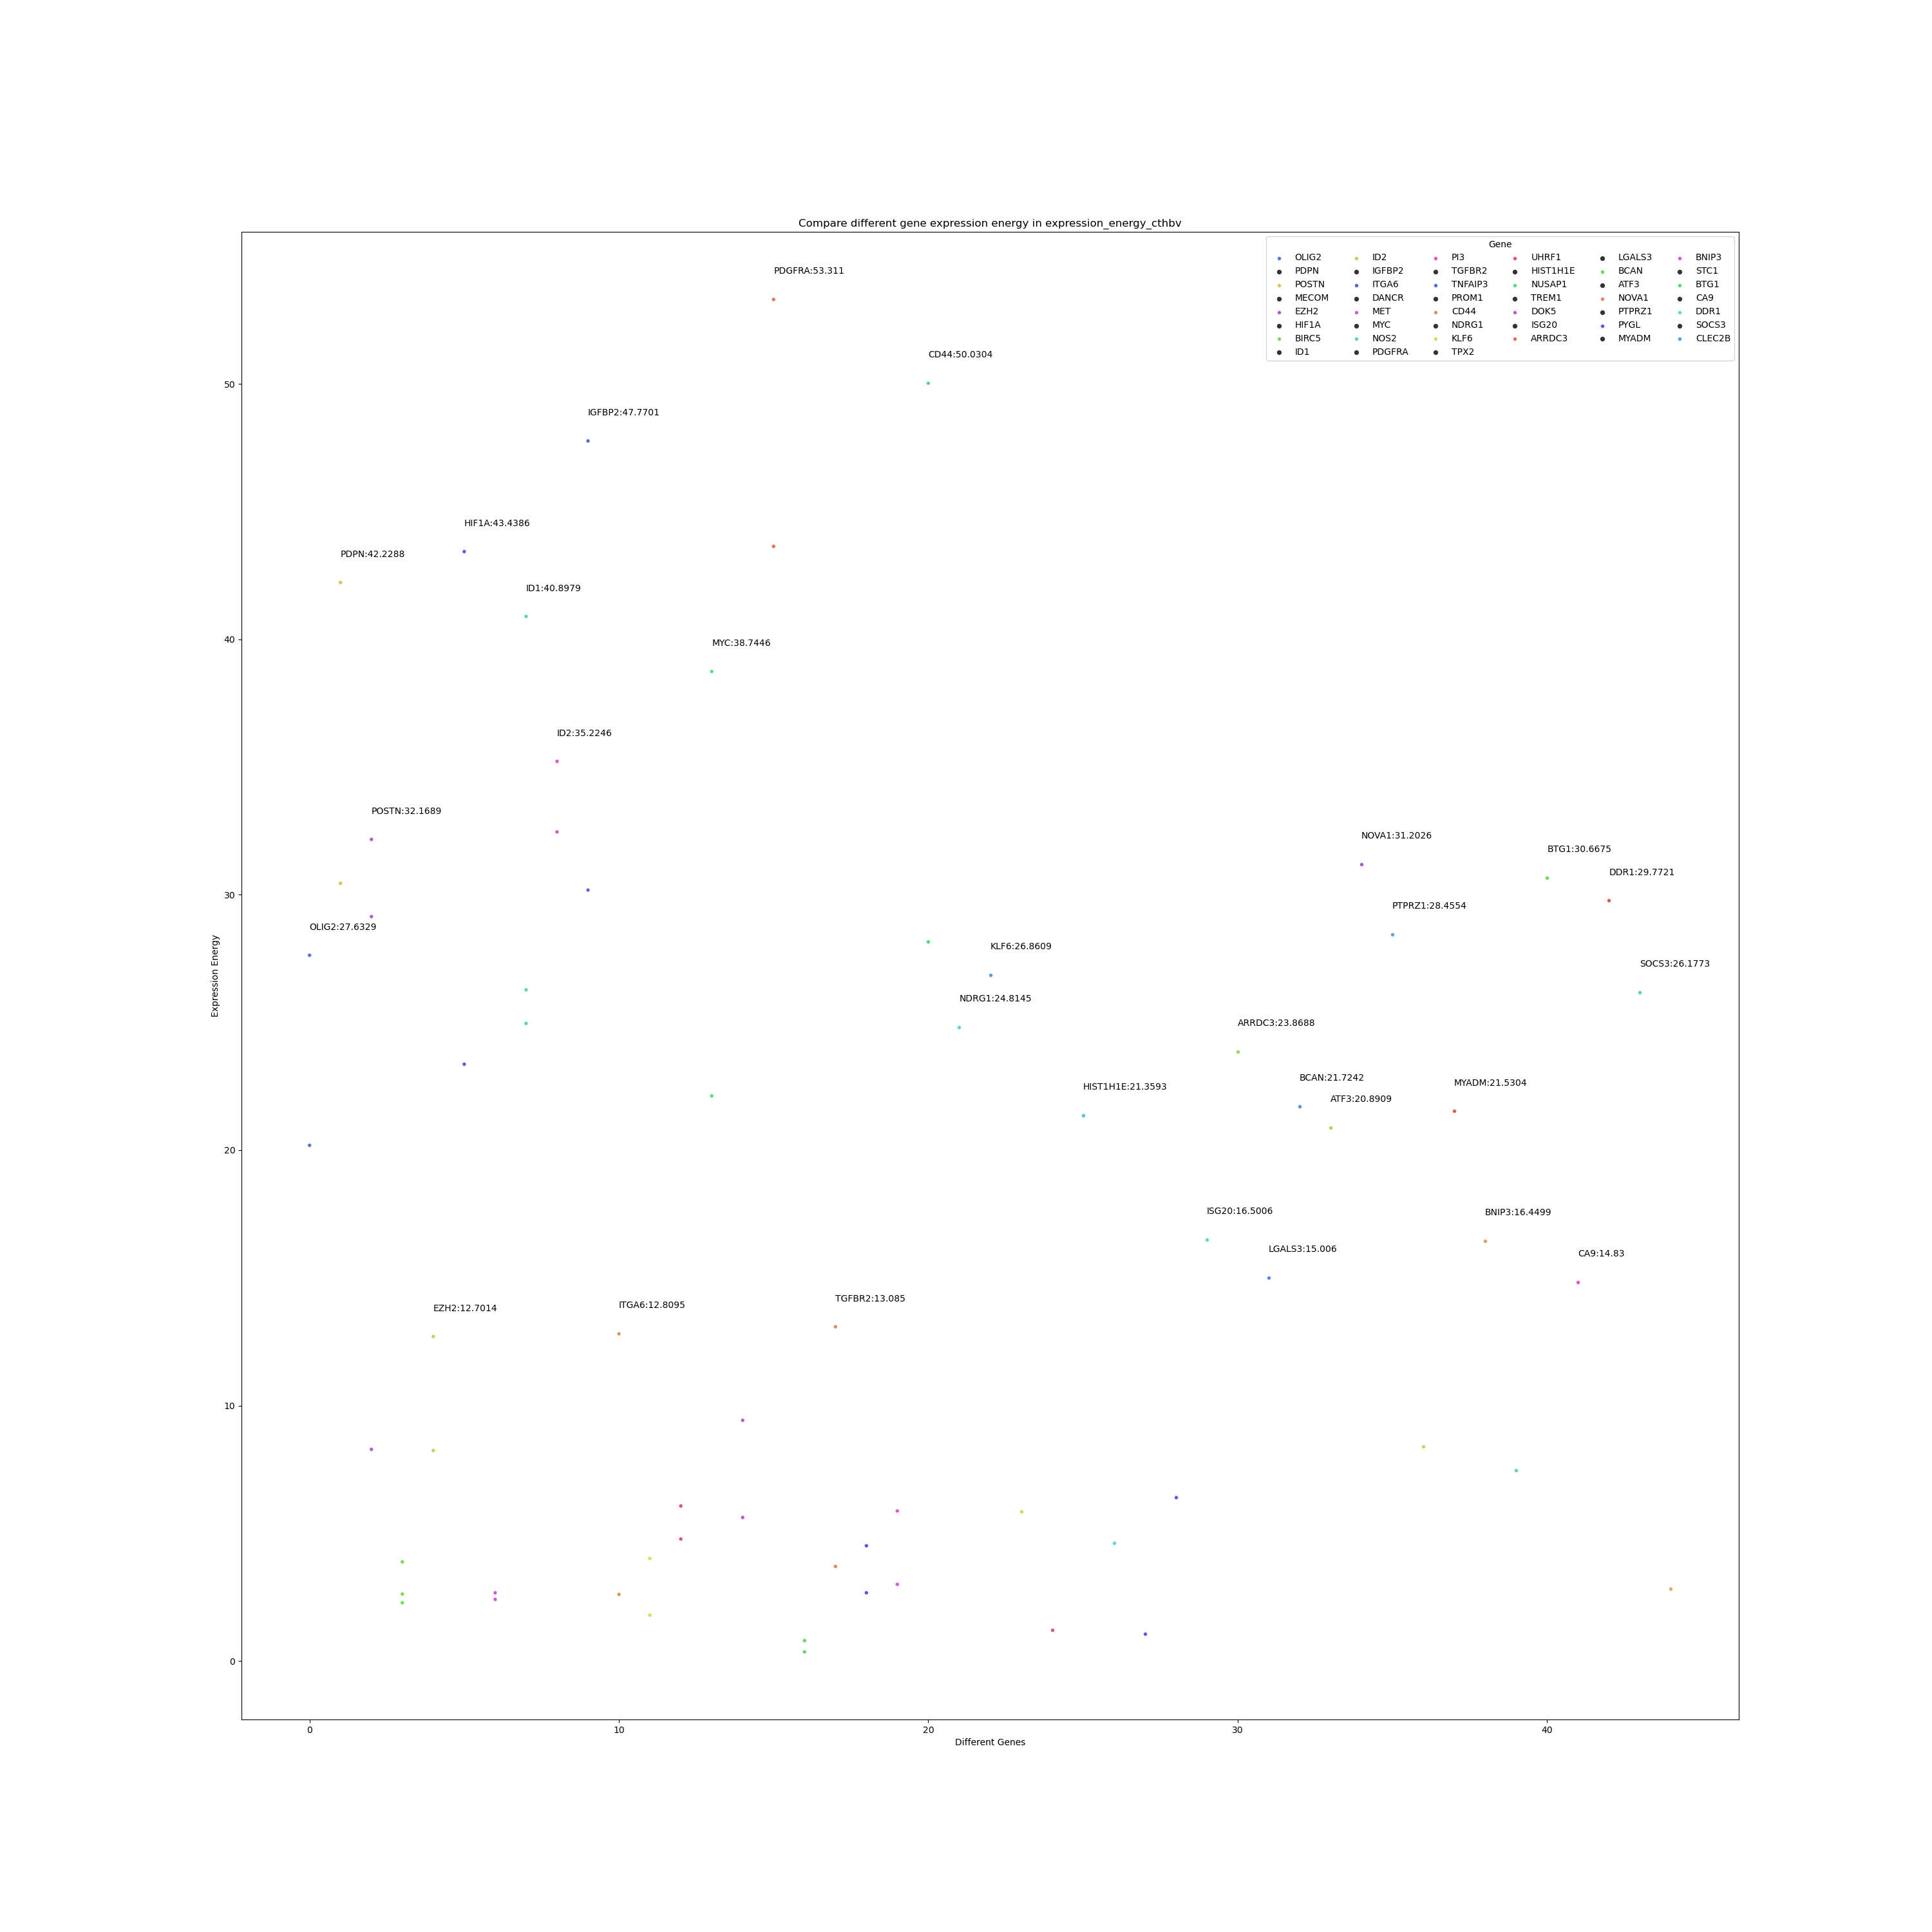 Compare different gene expression energy in expression_energy_cthbv
Gene
OLIG2 ID2 PI3 UHRF1 LGALS3 BNIP3
PDPN IGFBP2 TGFBR2 HIST1H1E BCAN STC1
POSTN ITGA6 TNFAIP3 NUSAP1 ATF3 BTG1
MECOM DANCR PROM1 TREM1 NOVA1 CA9
EZH2 MET CD44 DOK5 PTPRZ1 DDR1
HIF1A MYC NDRG1 ISG20 PYGL SOCS3
BIRC5 NOS2 KLF6 ARRDC3 MYADM CLEC2B
ID1 PDGFRA TPX2
PDGFRA:53.311
CD44:50.0304
50
IGFBP2:47.7701
HIF1A:43.4386
PDPN:42.2288
ID1:40.8979
40
MYC:38.7446
ID2:35.2246
POSTN:32.1689
NOVA1:31.2026
BTG1:30.6675
30
DDR1:29.7721
PTPRZ1:28.4554
OLIG2:27.6329
KLF6:26.8609
SOCS3:26.1773
Expression Energy
NDRG1:24.8145
ARRDC3:23.8688
BCAN:21.7242
MYADM:21.5304
HIST1H1E:21.3593
ATF3:20.8909
20
ISG20:16.5006
BNIP3:16.4499
LGALS3:15.006
CA9:14.83
TGFBR2:13.085
ITGA6:12.8095
EZH2:12.7014
10
0
0 10 20 30 40
Different Genes